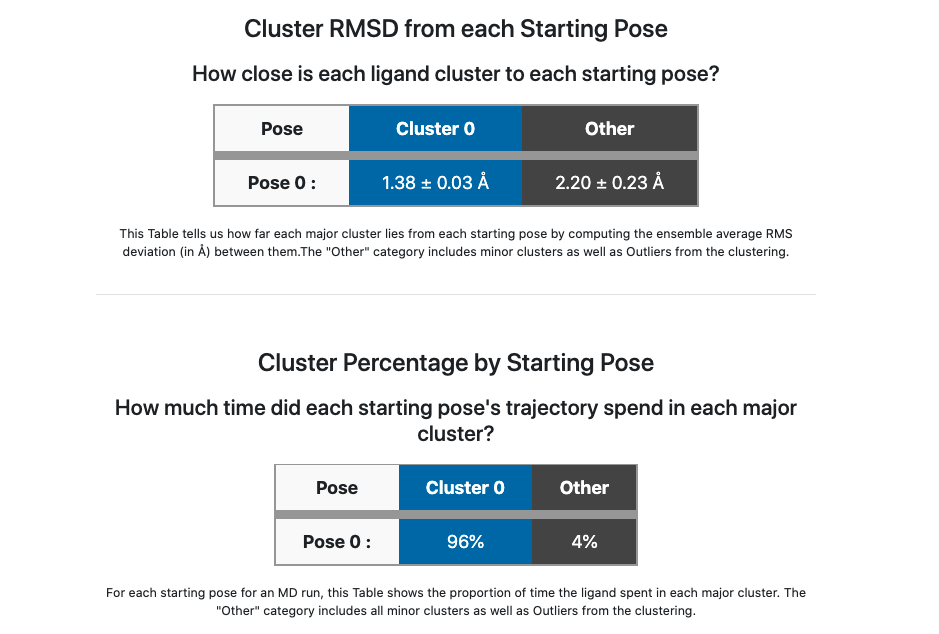 Cluster RMSD from each Starting Pose
How close is each ligand cluster to each starting pose?
Pose Cluster 0 Other
Pose 0 : 1.38 ± 0.03 Å 2.20 ± 0.23 Å
This Table tells us how far each major cluster lies from each starting pose by computing the ensemble average RMS
deviation (in Å) between them.The "Other" category includes minor clusters as well as Outliers from the clustering.
Cluster Percentage by Starting Pose
How much time did each starting pose's trajectory spend in each major
cluster?
Pose Cluster 0 Other
Pose 0 : 96% 4%
For each starting pose for an MD run, this Table shows the proportion of time the ligand spent in each major cluster. The
"Other" category includes all minor clusters as well as Outliers from the clustering.